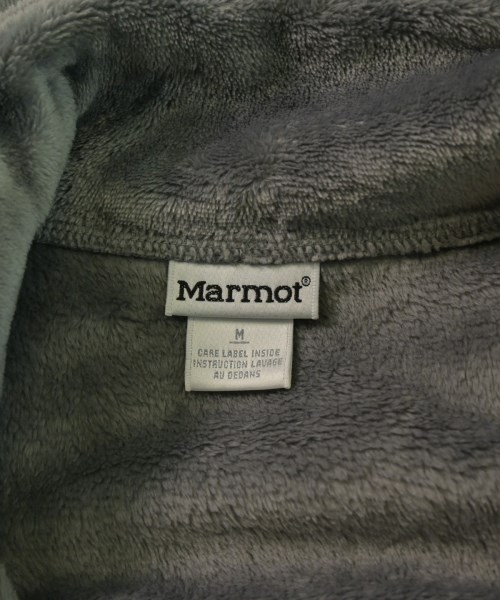 Marmot®
M
CARE LABEL INSIDE
INSTRUCTION LAVAGE
AU DEDANS